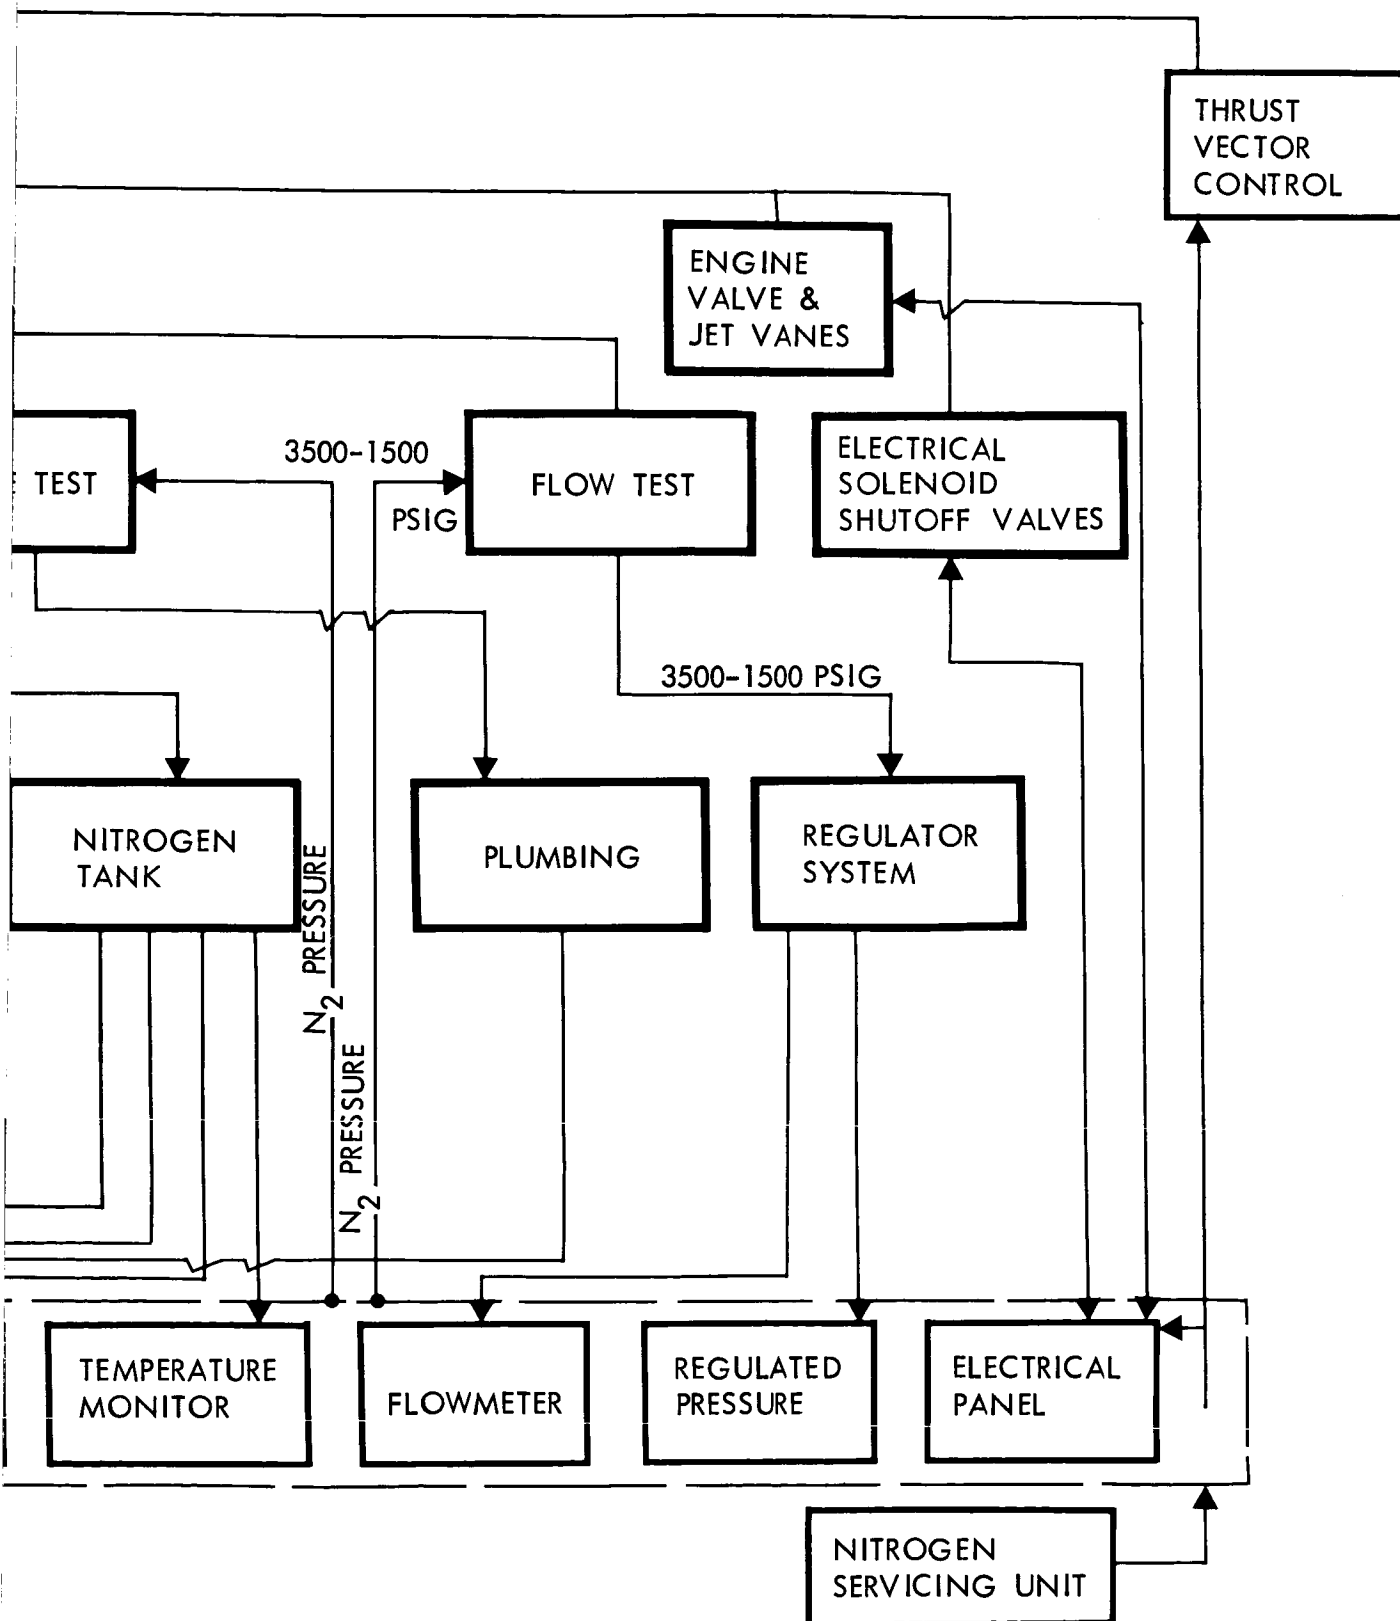 THRUST
VECTOR
CONTROL
ENGINE
VALVE &
JET VANES
3500-1500
PSIG
TEST
FLOW TEST
ELECTRICAL
SOLENOID
SHUTOFF VALVES
3500-1500 PSIG
NITROGEN
TANK
N2 PRESSURE
N2 PRESSURE
PLUMBING
REGULATOR
SYSTEM
TEMPERATURE
MONITOR
FLOWMETER
REGULATED
PRESSURE
ELECTRICAL
PANEL
NITROGEN
SERVICING UNIT